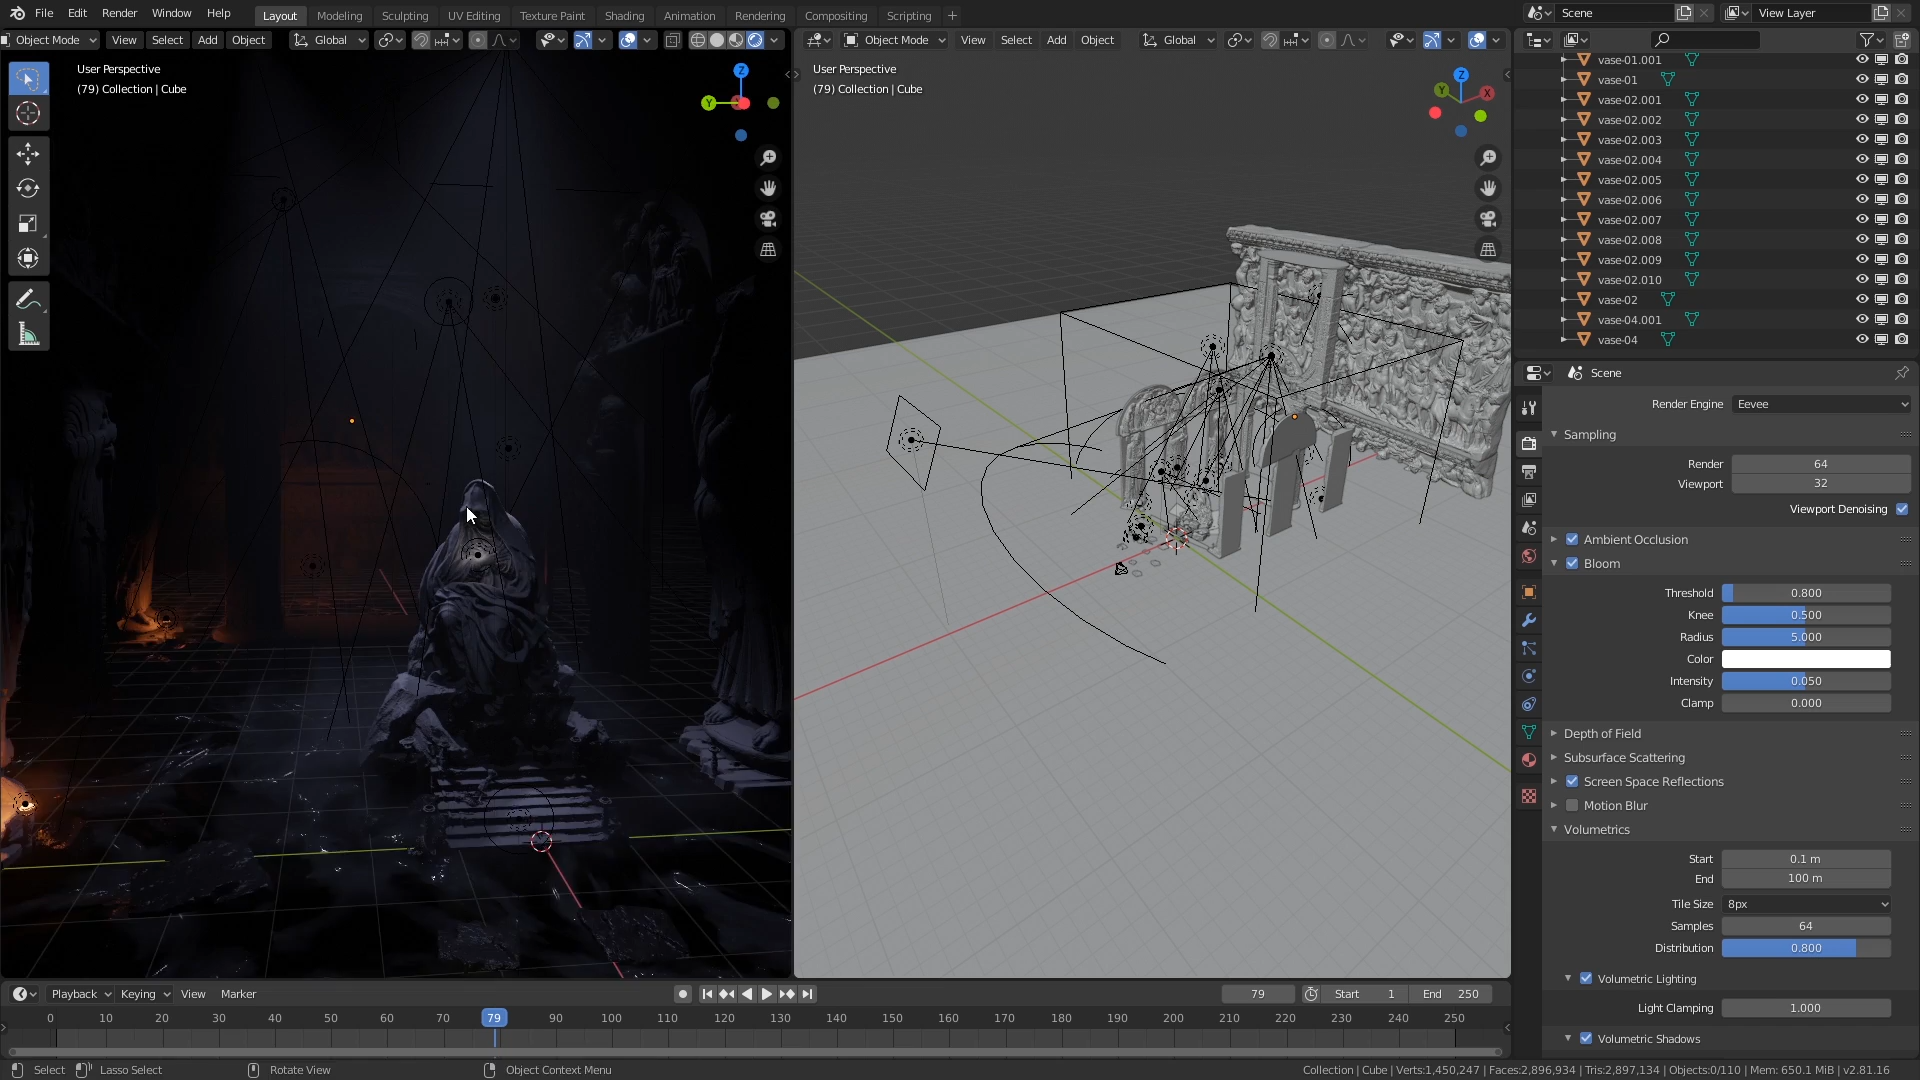 File Edit Render Window Help Layout Modeling Sculpting UV Editing Texture Paint Shading Animation Rendering Compositing Scripting + Scene View Layer
Object Mode View Select Add Object Global Object Mode View Select Add Object Global
User Perspective
(79) Collection | Cube
Z
Y
User Perspective
(79) Collection | Cube
Z
Y
X
vase-01.001
vase-01
vase-02.001
vase-02.002
vase-02.003
vase-02.004
vase-02.005
vase-02.006
vase-02.007
vase-02.008
vase-02.009
vase-02.010
vase-02
vase-04.001
vase-04
Scene
Render Engine Eevee
Sampling
Render 64
Viewport 32
Viewport Denoising
Ambient Occlusion
Bloom
Threshold 0.800
Knee 0.500
Radius 5.000
Color
Intensity 0.050
Clamp 0.000
Depth of Field
Subsurface Scattering
Screen Space Reflections
Motion Blur
Volumetrics
Start 0.1 m
End 100 m
Tile Size 8px
Samples 64
Distribution 0.800
Volumetric Lighting
Light Clamping 1.000
Volumetric Shadows
Playback Keying View Marker 79 Start 1 End 250
0 10 20 30 40 50 60 70 79 90 100 110 120 130 140 150 160 170 180 190 200 210 220 230 240 250
Select Lasso Select Rotate View Object Context Menu Collection | Cube | Verts:1,450,247 | Faces:2,896,934 | Tris:2,897,134 | Objects:0/110 | Mem: 650.1 MiB | v2.81.16